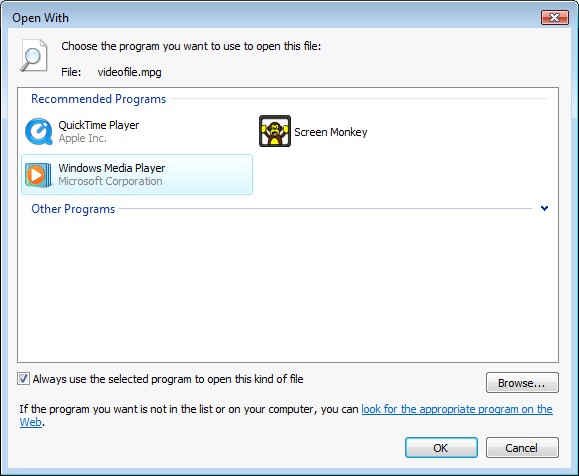 Open With
Choose the program you want to use to open this file:
File: videofile.mpg
Recommended Programs
QuickTime Player
Apple Inc.
Screen Monkey
Windows Media Player
Microsoft Corporation
Other Programs
Always use the selected program to open this kind of file
Browse...
If the program you want is not in the list or on your computer, you can look for the appropriate program on the
Web.
OK Cancel